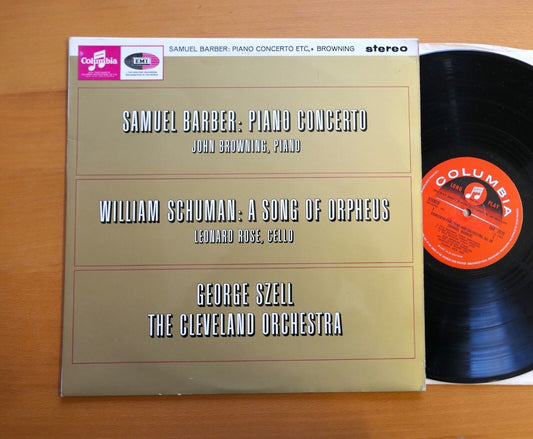 Columbia
EMI
SAMUEL BARBER: PIANO CONCERTO ETC, • BROWNING
stereo
SAMUEL BARBER: PIANO CONCERTO
JOHN BROWNING, PIANO
WILLIAM SCHUMAN: A SONG OF ORPHEUS
LEONARD ROSE, CELLO
GEORGE SZELL
THE CLEVELAND ORCHESTRA
COLUMBIA
LONG PLAY